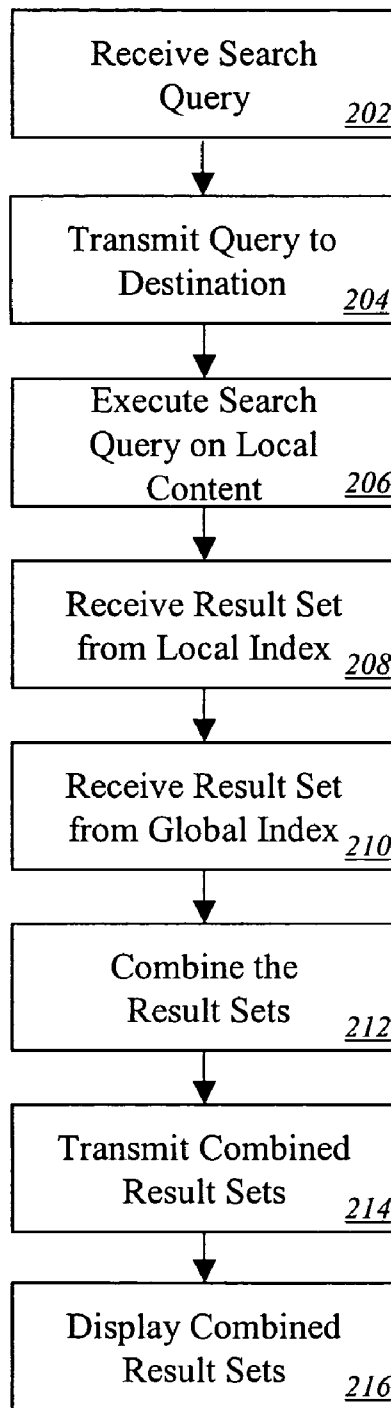 Receive Search
Query
202
Transmit Query to
Destination
204
Execute Search
Query on Local
Content
206
Receive Result Set
from Local Index
208
Receive Result Set
from Global Index
210
Combine the
Result Sets
212
Transmit Combined
Result Sets
214
Display Combined
Result Sets
216